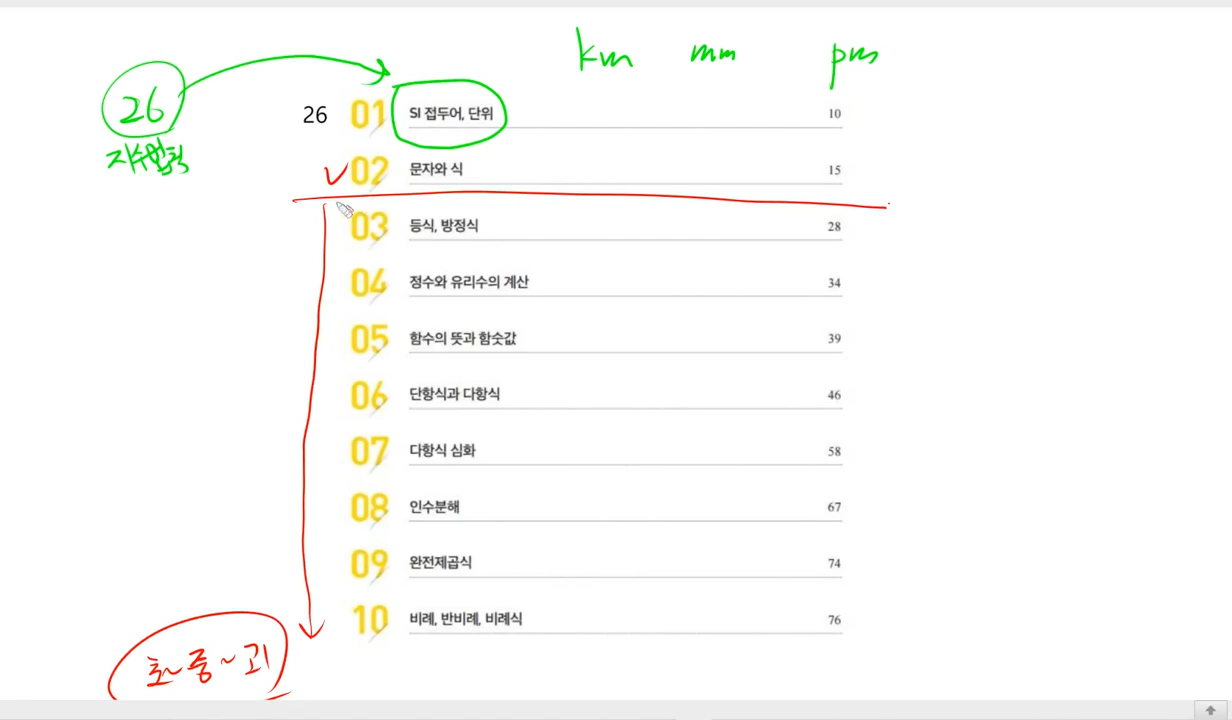 km mm pm
26
지수법칙
26 01 SI 접두어, 단위 10
02 문자와 식 15
03 등식, 방정식 28
04 정수와 유리수의 계산 34
05 함수의 뜻과 함숫값 39
06 단항식과 다항식 46
07 다항식 심화 58
08 인수분해 67
09 완전제곱식 74
10 비례, 반비례, 비례식 76
초~중~고1